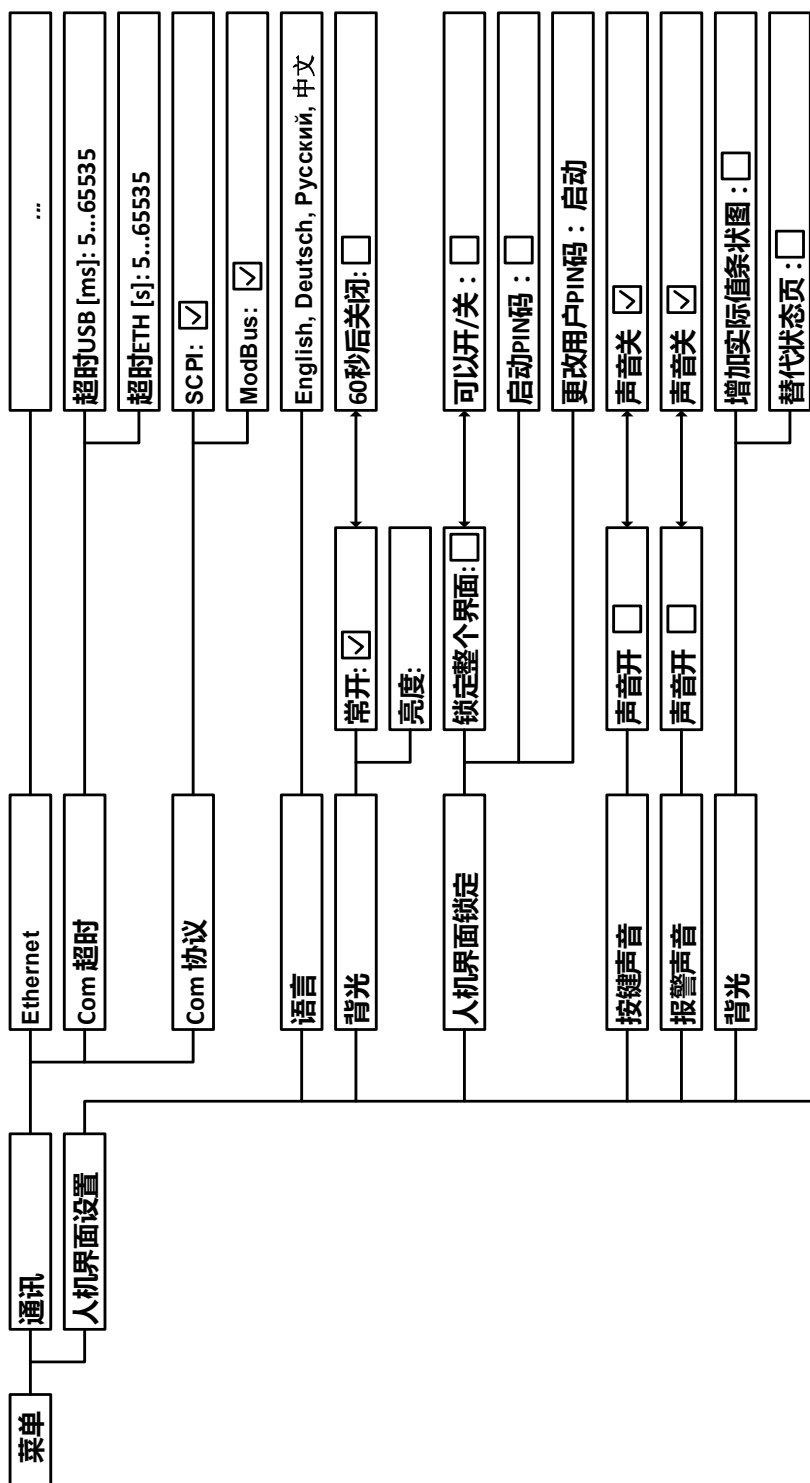 菜单
通讯
Ethernet
...
Com 超时
超时USB [ms]: 5...65535
超时ETH [s]: 5...65535
Com 协议
SCPI:
ModBus:
人机界面设置
语言
English, Deutsch, Русский, 中文
背光
常开:
60秒后关闭:
亮度:
人机界面锁定
锁定整个界面:
可以开/关:
启动PIN码:
更改用户PIN码: 启动
按键声音
声音开
声音关
报警声音
声音开
声音关
背光
增加实际值条状图:
替代状态页: